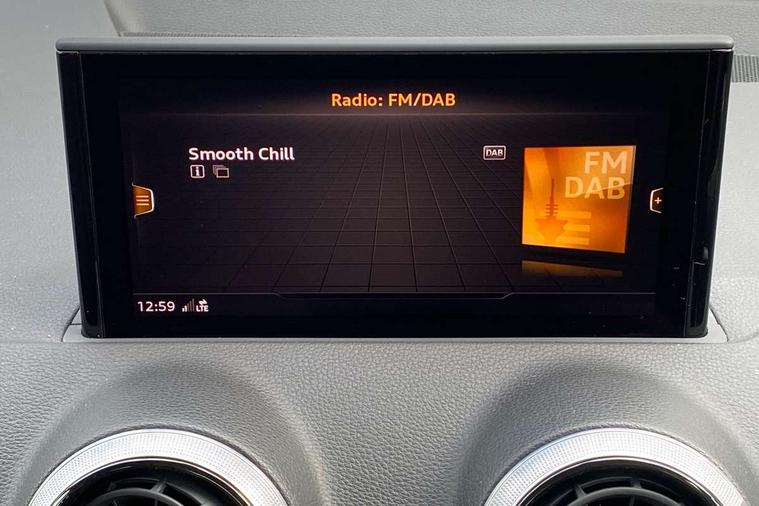 Radio: FM/DAB
Smooth Chill
DAB
FM
DAB
12:59
LTE